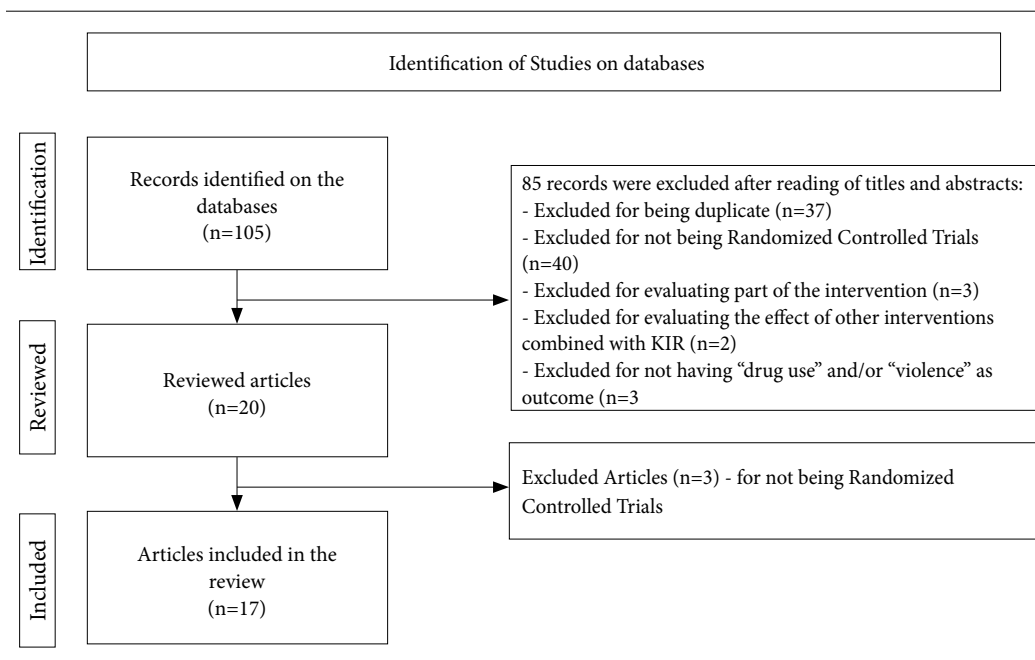 Identification of Studies on databases
Identification
Records identified on the
databases
(n=105)
85 records were excluded after reading of titles and abstracts:
- Excluded for being duplicate (n=37)
- Excluded for not being Randomized Controlled Trials
(n=40)
- Excluded for evaluating part of the intervention (n=3)
- Excluded for evaluating the effect of other interventions
combined with KIR (n=2)
- Excluded for not having “drug use” and/or “violence” as
outcome (n=3
Reviewed
Reviewed articles
(n=20)
Excluded Articles (n=3) - for not being Randomized
Controlled Trials
Included
Articles included in the
review
(n=17)